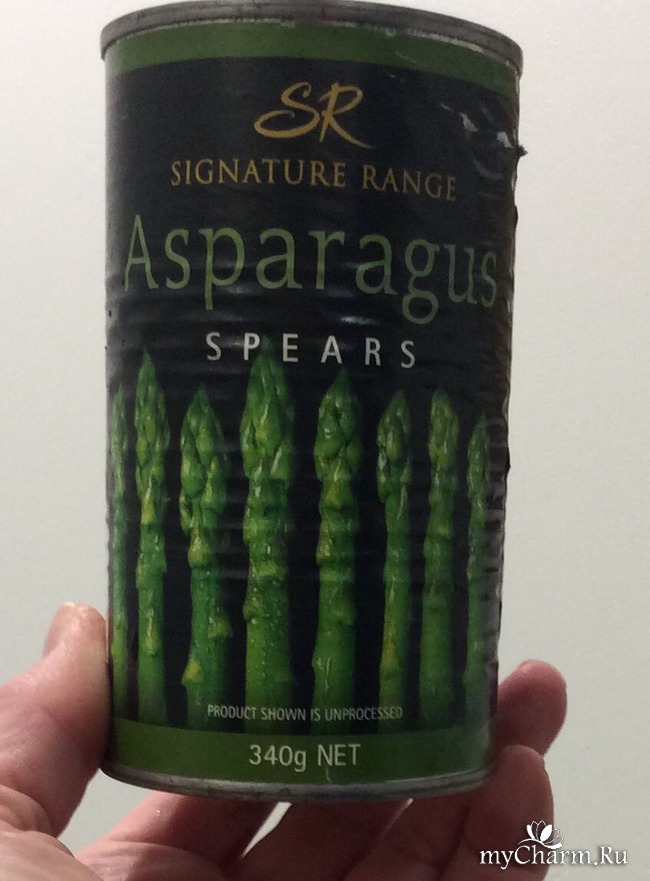 SR
SIGNATURE RANGE
Asparagus
SPEARS
PRODUCT SHOWN IS UNPROCESSED
340g NET
myCharm.Ru